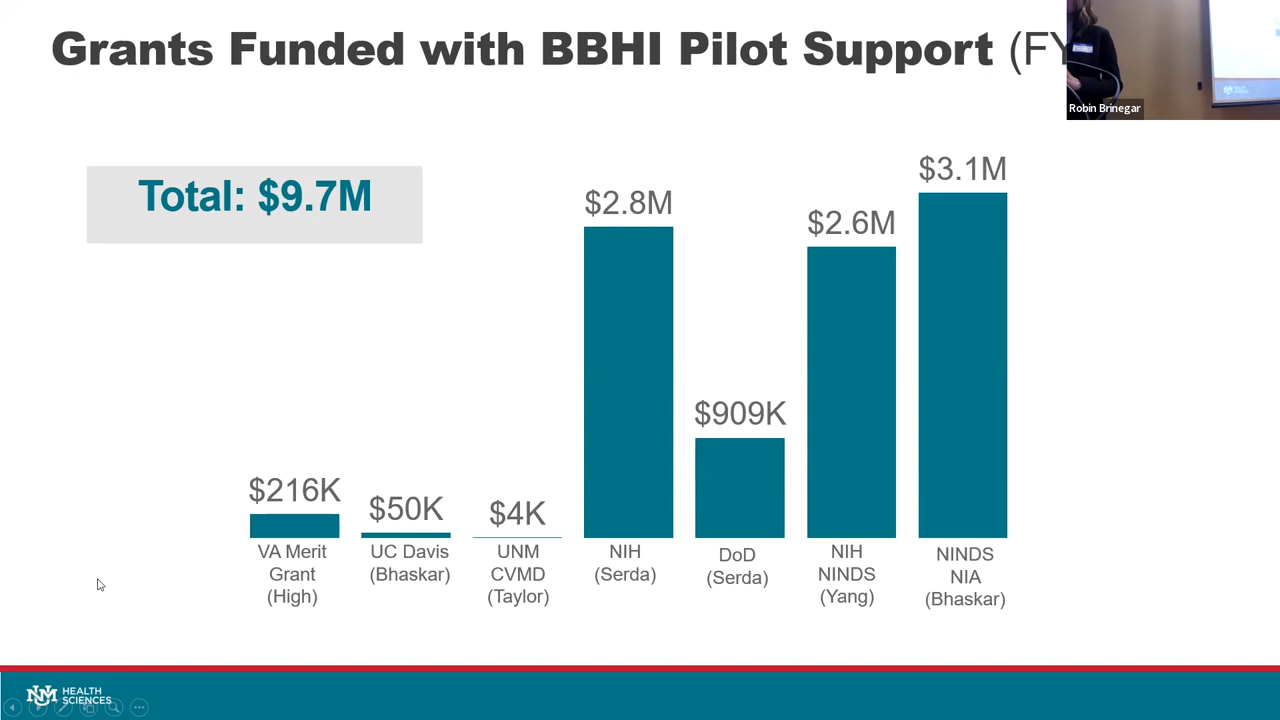 Grants Funded with BBHI Pilot Support (FY
Robin Brinegar
Total: $9.7M
$216K
$50K
$4K
$2.8M
$909K
$2.6M
$3.1M
VA Merit
Grant
(High)
UC Davis
(Bhaskar)
UNM
CVMD
(Taylor)
NIH
(Serda)
DoD
(Serda)
NIH
NINDS
(Yang)
NINDS
NIA
(Bhaskar)
UNM HEALTH
SCIENCES